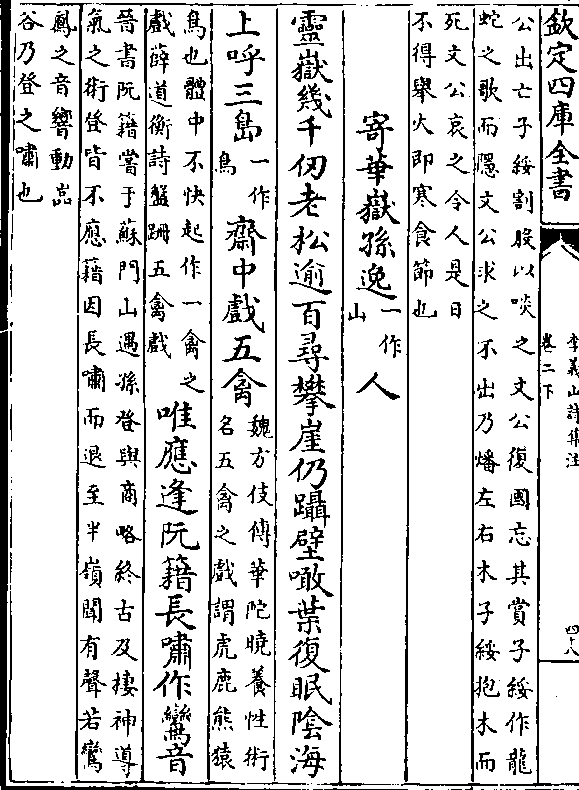 欽定四庫全書
李義山詩集注
卷二下
四十八
公出亡子綏割股以啖之文公復國忘其賞子綏作龍
蛇之歌而隱文公求之不出乃燔左右木子綏抱木而
死文公哀之令人是日
不得舉火即寒食節也
寄華嶽孫逸一作山人
靈嶽幾千仞老松逾百尋攀崖仍躡壁噉葉復眠陰海
上呼三島一作鳥齋中戲五禽魏方伎傳華陀曉養性術
名五禽之戲謂虎鹿熊猿
鳥也體中不快起作一禽之
戲薛道衡詩盤跚五禽戲唯應逢阮籍長嘯作鸞音
晉書阮籍嘗于蘇門山遇孫登與商略終古及棲神導
氣之術登皆不應籍因長嘯而退至半嶺聞有聲若鸞
鳳之音響動岩
谷乃登之嘯也